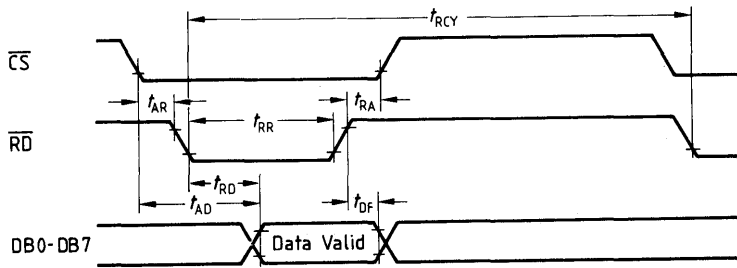 tRCY
CS
tAR
tRA
tRR
RD
tRD
tAD
tDF
DB0-DB7
Data Valid